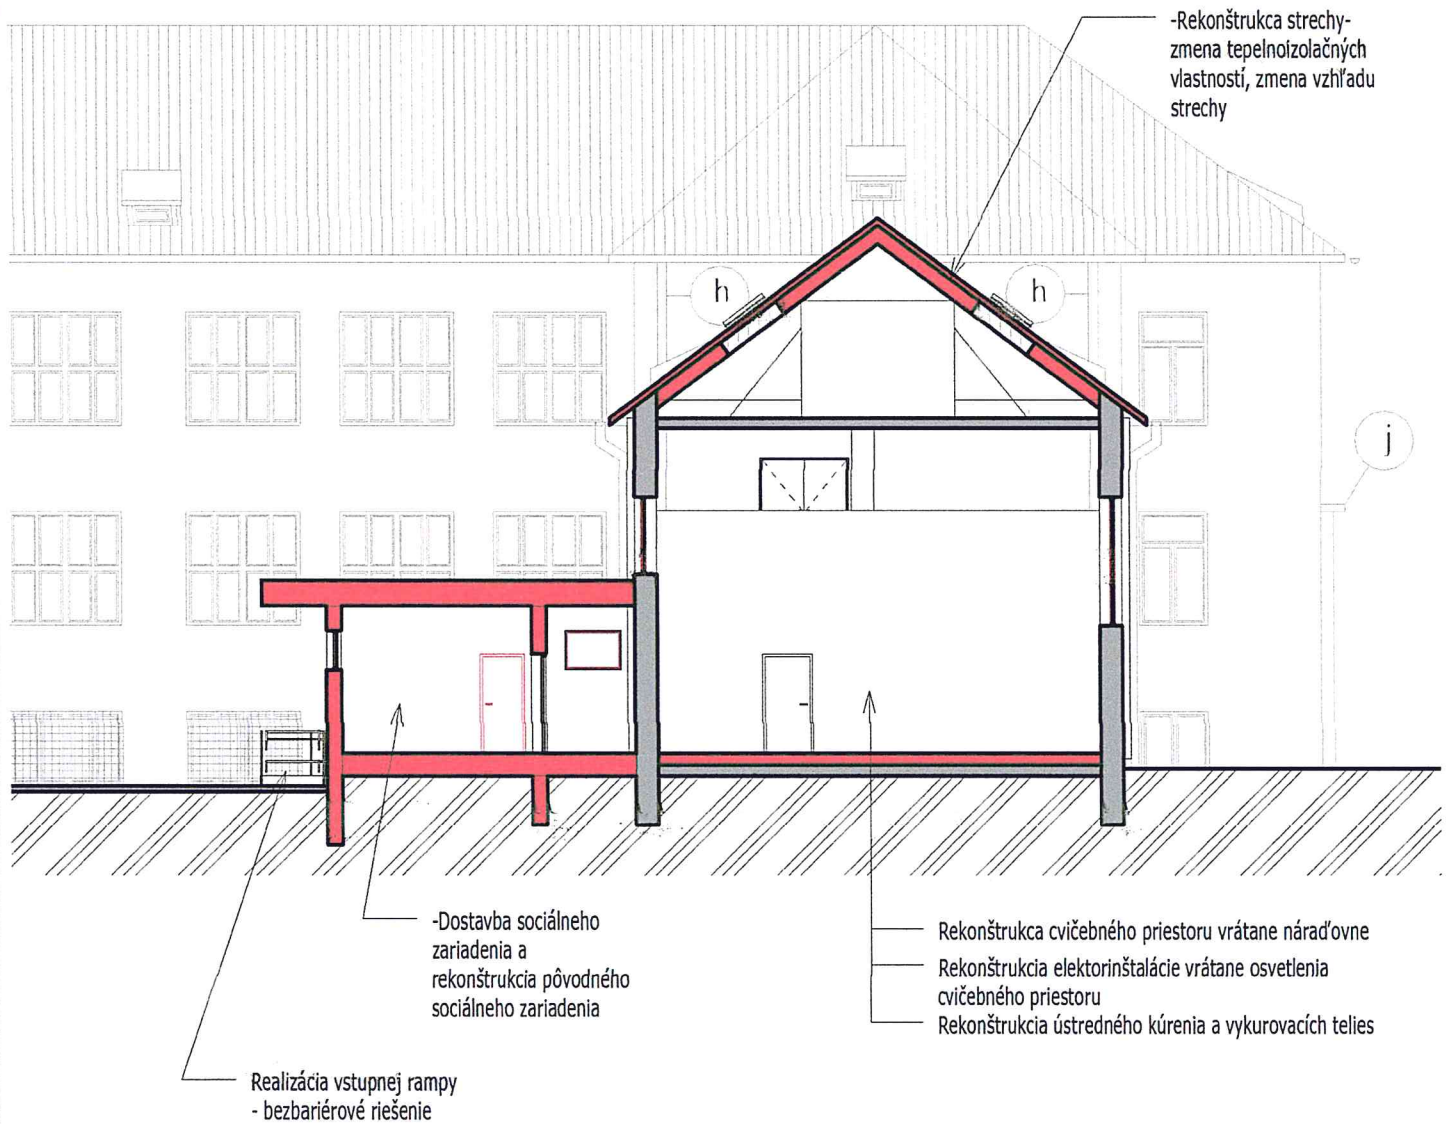 -Rekonštrukca strechy-
zmena tepelnoizolačných
vlastností, zmena vzhľadu
strechy
h
h
j
-Dostavba sociálneho
zariadenia a
rekonštrukcia pôvodného
sociálneho zariadenia
Rekonštrukca cvičebného priestoru vrátane náraďovne
Rekonštrukcia elektorinštalácie vrátane osvetlenia
cvičebného priestoru
Rekonštrukcia ústredného kúrenia a vykurovacích telies
Realizácia vstupnej rampy
- bezbariérové riešenie